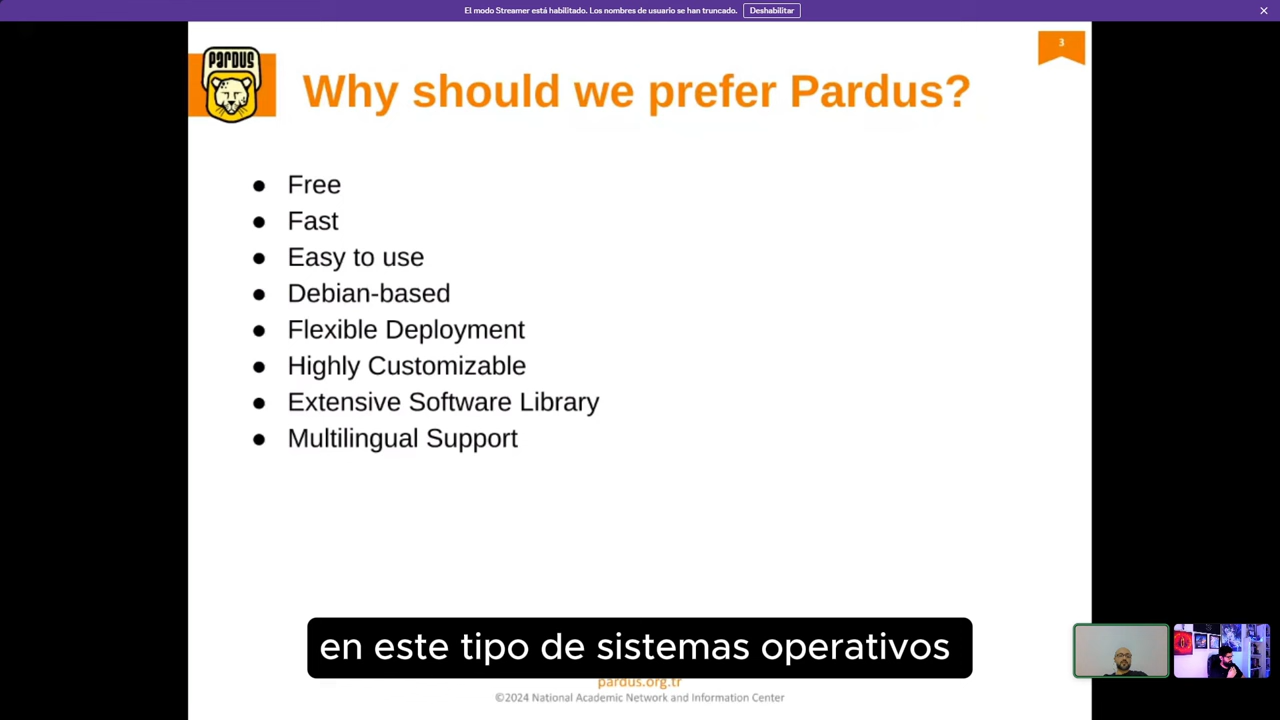 El modo Streamer está habilitado. Los nombres de usuario se han truncado. Deshabilitar
3
PARDUS
Why should we prefer Pardus?
● Free
● Fast
● Easy to use
● Debian-based
● Flexible Deployment
● Highly Customizable
● Extensive Software Library
● Multilingual Support
en este tipo de sistemas operativos
pardus.org.tr
©2024 National Academic Network and Information Center